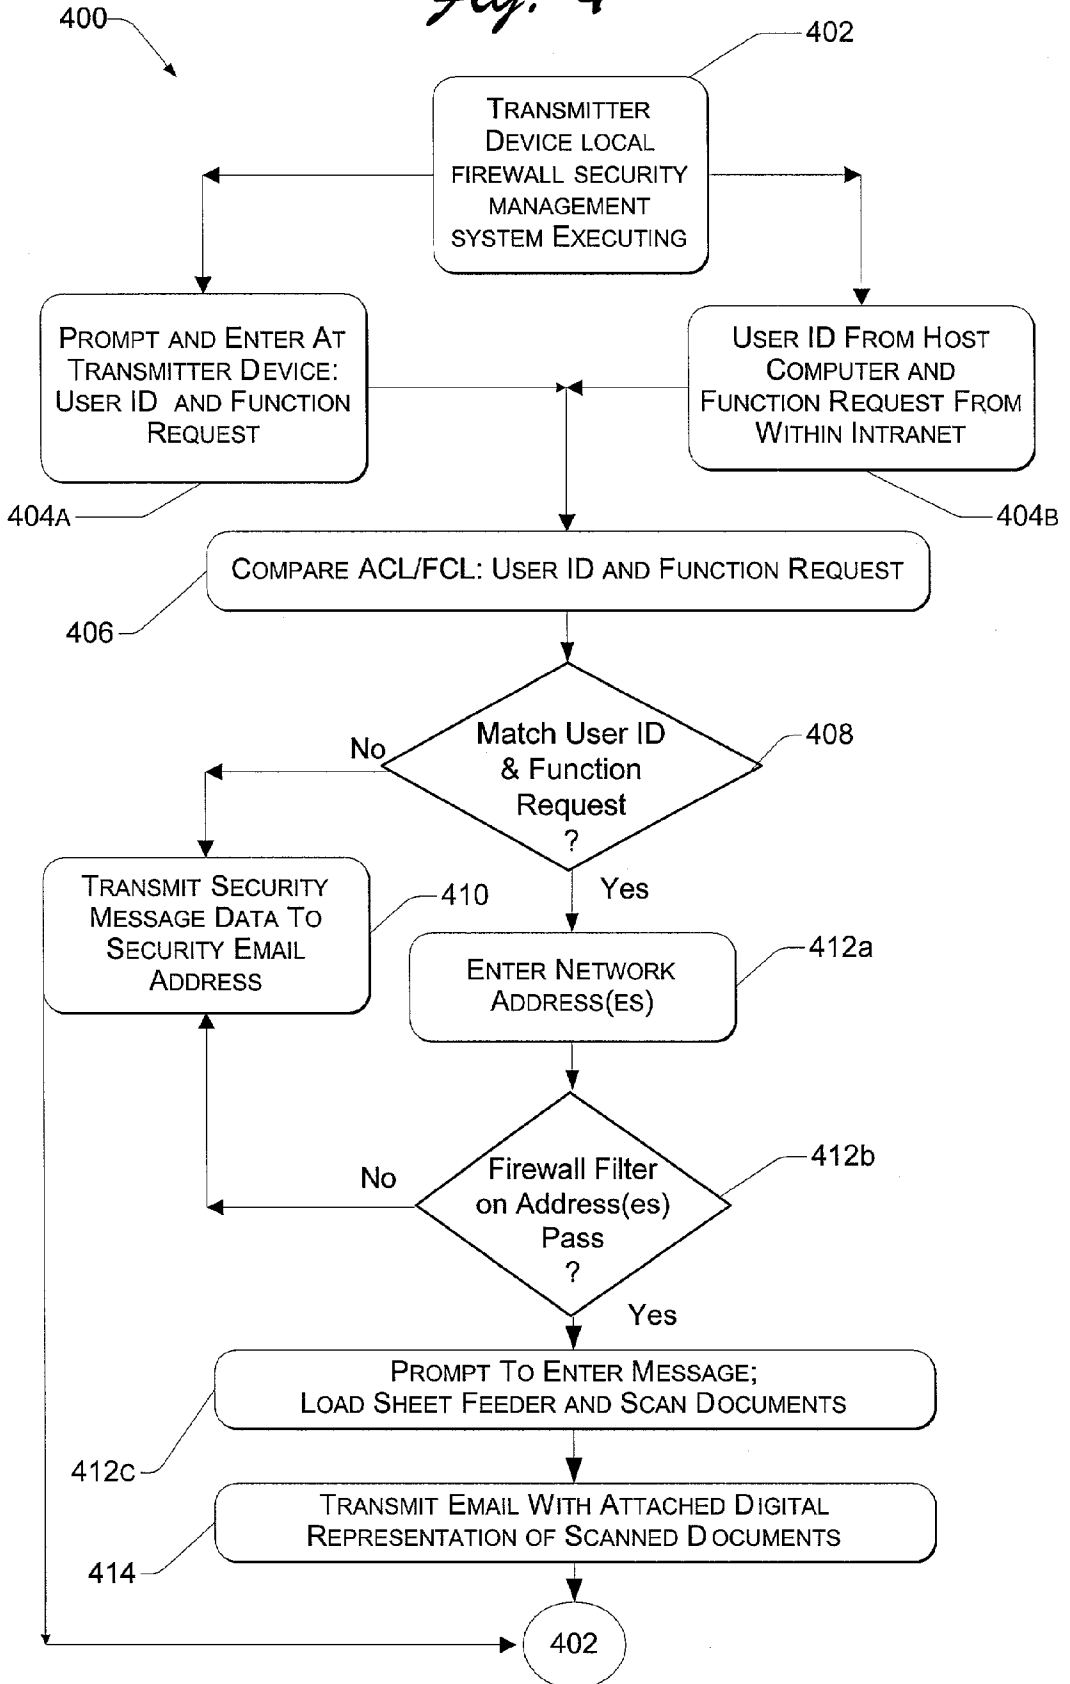 Fig. 4
400
402
TRANSMITTER
DEVICE LOCAL
FIREWALL SECURITY
MANAGEMENT
SYSTEM EXECUTING
PROMPT AND ENTER AT
TRANSMITTER DEVICE:
USER ID AND FUNCTION
REQUEST
USER ID FROM HOST
COMPUTER AND
FUNCTION REQUEST FROM
WITHIN INTRANET
404A
404B
COMPARE ACL/FCL: USER ID AND FUNCTION REQUEST
406
Match User ID
& Function
Request
?
408
No
Yes
TRANSMIT SECURITY
MESSAGE DATA TO
SECURITY EMAIL
ADDRESS
410
ENTER NETWORK
ADDRESS(ES)
412a
Firewall Filter
on Address(es)
Pass
?
412b
No
Yes
PROMPT TO ENTER MESSAGE;
LOAD SHEET FEEDER AND SCAN DOCUMENTS
412C
TRANSMIT EMAIL WITH ATTACHED DIGITAL
REPRESENTATION OF SCANNED DOCUMENTS
414
402